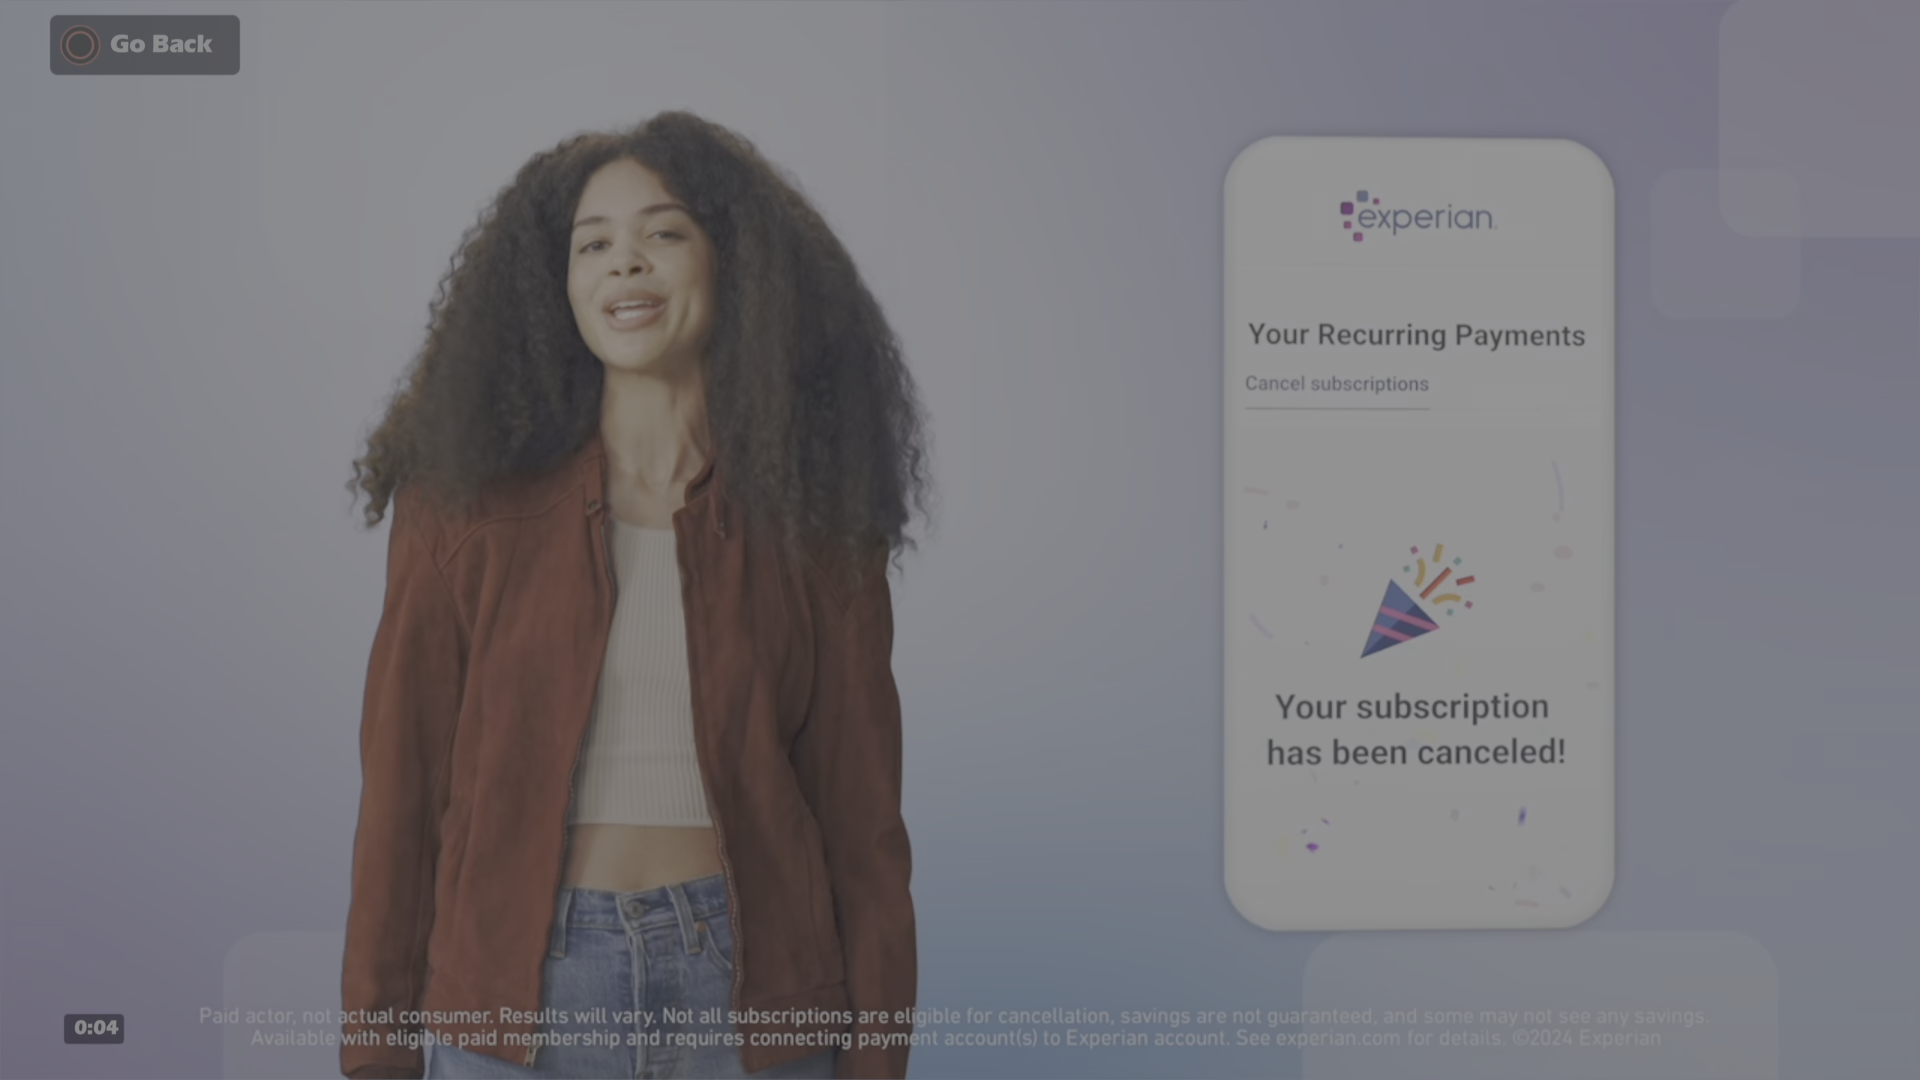 Go Back
experian.
Your Recurring Payments
Cancel subscriptions
Your subscription
has been canceled!
0:04
Paid actor, not actual consumer. Results will vary. Not all subscriptions are eligible for cancellation, savings are not guaranteed, and some may not see any savings.
Available with eligible paid membership and requires connecting payment account(s) to Experian account. See experian.com for details. ©2024 Experian